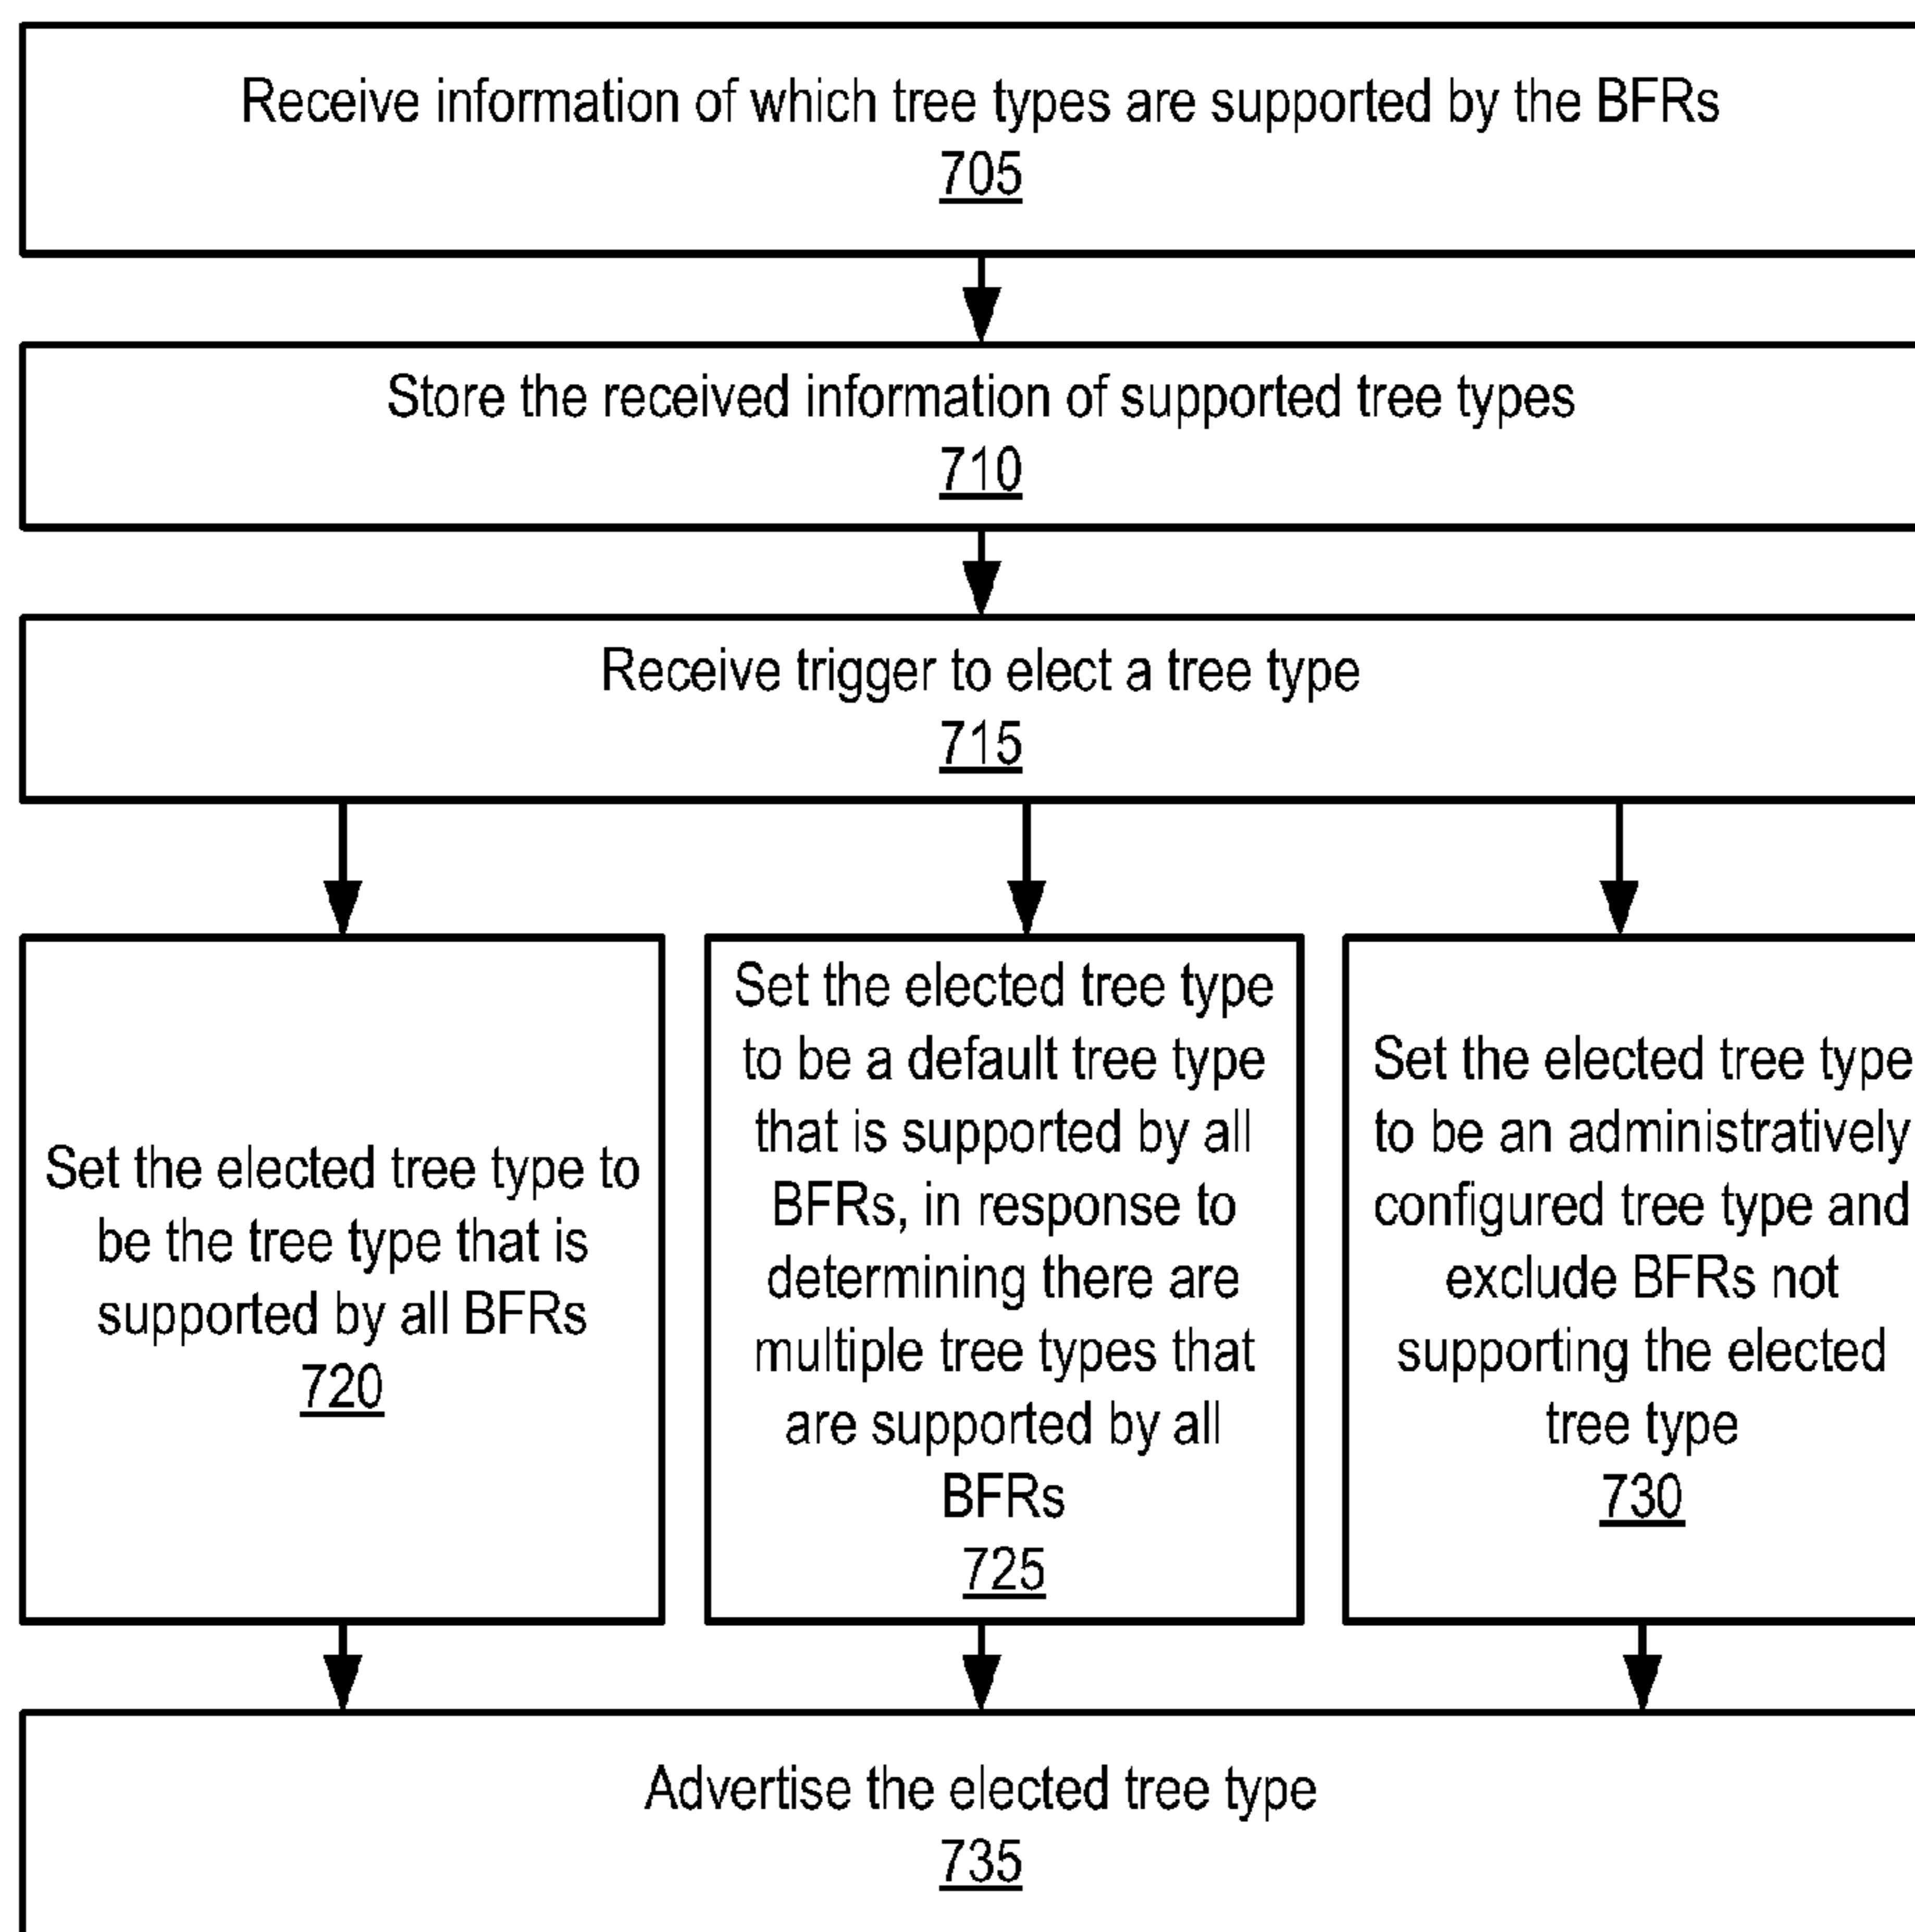 Receive information of which tree types are supported by the BFRs
705
Store the received information of supported tree types
710
Receive trigger to elect a tree type
715
Set the elected tree type to
be the tree type that is
supported by all BFRs
720
Set the elected tree type
to be a default tree type
that is supported by all
BFRs, in response to
determining there are
multiple tree types that
are supported by all
BFRs
725
Set the elected tree type
to be an administratively
configured tree type and
exclude BFRs not
supporting the elected
tree type
730
Advertise the elected tree type
735